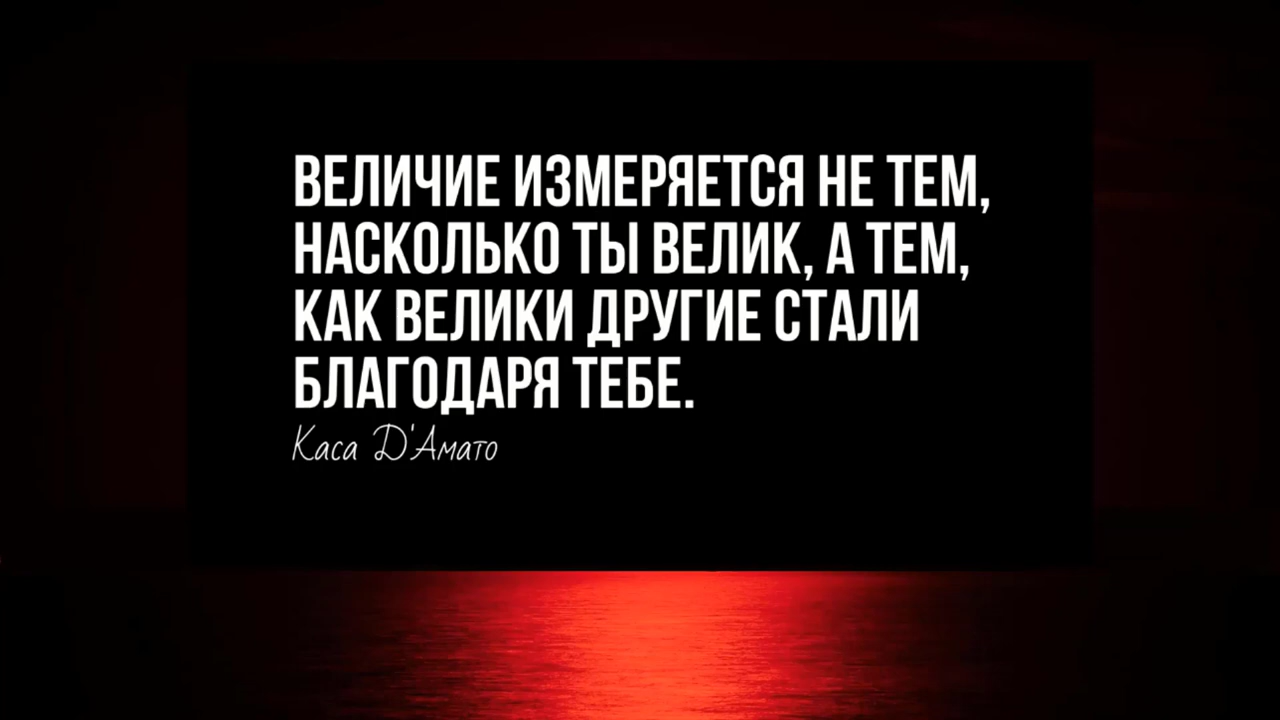 ВЕЛИЧИЕ ИЗМЕРЯЕТСЯ НЕ ТЕМ,
НАСКОЛЬКО ТЫ ВЕЛИК, А ТЕМ,
КАК ВЕЛИКИ ДРУГИЕ СТАЛИ
БЛАГОДАРЯ ТЕБЕ.
Каса Д'Амато